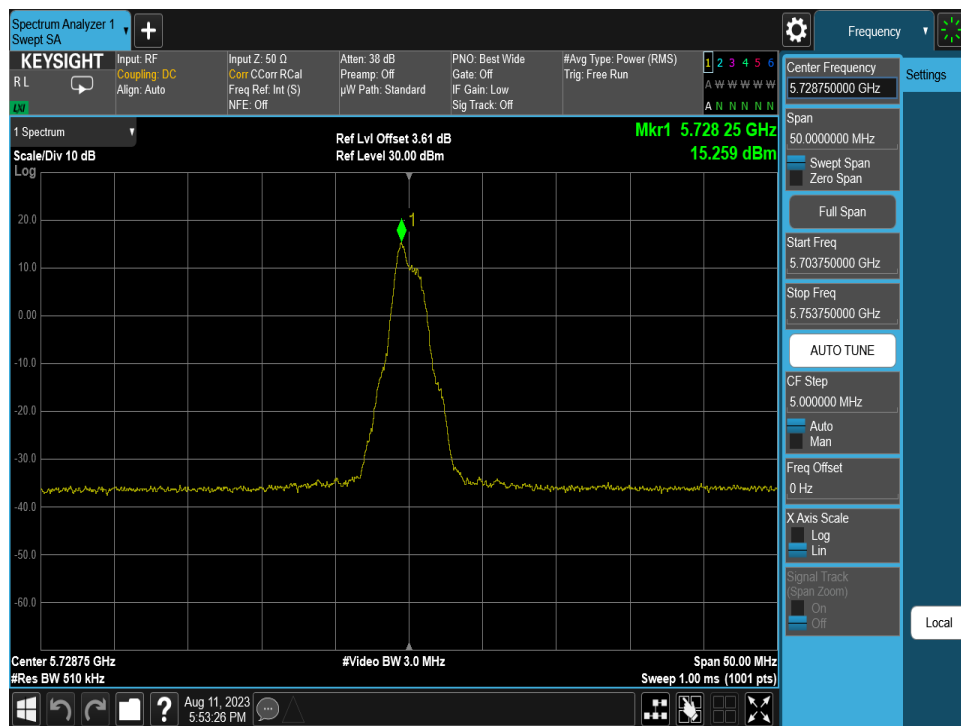 Spectrum Analyzer 1
Swept SA
Frequency
KEYSIGHT
R L
LXI
Input: RF
Coupling: DC
Align: Auto
Input Z: 50 Ω
Corr CCorr RCal
Freq Ref: Int (S)
NFE: Off
Atten: 38 dB
Preamp: Off
µW Path: Standard
PNO: Best Wide
Gate: Off
IF Gain: Low
Sig Track: Off
#Avg Type: Power (RMS)
Trig: Free Run
1 2 3 4 5 6
A W W W W W
A N N N N N
1 Spectrum
Scale/Div 10 dB
Log
Ref Lvl Offset 3.61 dB
Ref Level 30.00 dBm
Mkr1 5.728 25 GHz
15.259 dBm
1
20.0
10.0
0.00
-10.0
-20.0
-30.0
-40.0
-50.0
-60.0
Center 5.72875 GHz
#Res BW 510 kHz
#Video BW 3.0 MHz
Span 50.00 MHz
Sweep 1.00 ms (1001 pts)
Center Frequency
5.728750000 GHz
Span
50.0000000 MHz
Swept Span
Zero Span
Full Span
Start Freq
5.703750000 GHz
Stop Freq
5.753750000 GHz
AUTO TUNE
CF Step
5.000000 MHz
Auto
Man
Freq Offset
0 Hz
X Axis Scale
Log
Lin
Signal Track
(Span Zoom)
On
Off
Settings
Local
?
Aug 11, 2023
5:53:26 PM